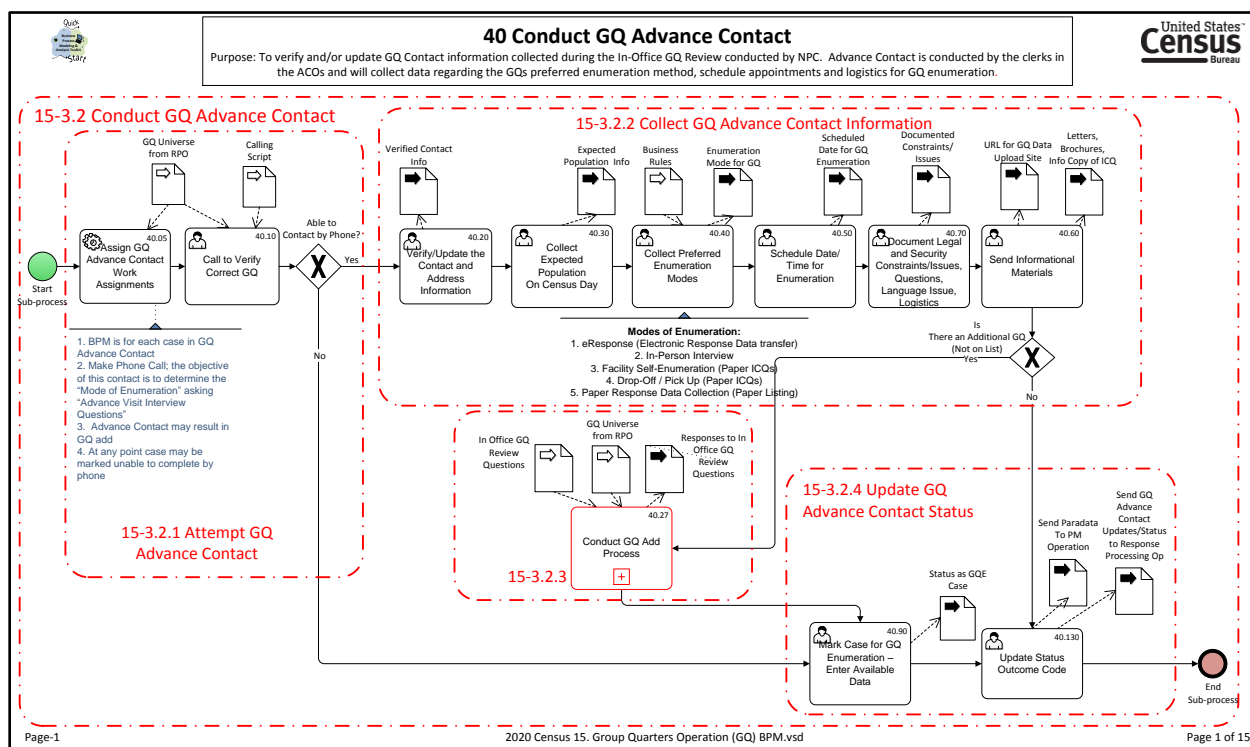 Quick
Business
Process
Modeling &
Analysis Toolkit
Start
40 Conduct GQ Advance Contact
Purpose: To verify and/or update GQ Contact information collected during the In-Office GQ Review conducted by NPC. Advance Contact is conducted by the clerks in
the ACOs and will collect data regarding the GQs preferred enumeration method, schedule appointments and logistics for GQ enumeration.
United States™
Census
Bureau
15-3.2 Conduct GQ Advance Contact
GQ Universe
from RPO
Calling
Script
Able to
Contact by Phone?
Start
Sub-process
40.05
Assign GQ
Advance Contact
Work
Assignments
40.10
Call to Verify
Correct GQ
X
Yes
No
1. BPM is for each case in GQ
Advance Contact
2. Make Phone Call; the objective
of this contact is to determine the
“Mode of Enumeration” asking
“Advance Visit Interview
Questions”
3. Advance Contact may result in
GQ add
4. At any point case may be
marked unable to complete by
phone
15-3.2.1 Attempt GQ
Advance Contact
15-3.2.2 Collect GQ Advance Contact Information
Verified Contact
Info
Expected
Population Info
Business
Rules
Enumeration
Mode for GQ
Scheduled
Date for GQ
Enumeration
Documented
Constraints/
Issues
URL for GQ Data
Upload Site
Letters,
Brochures,
Info Copy of ICQ
40.20
Verify/Update the
Contact and
Address
Information
40.30
Collect
Expected
Population
On Census Day
40.40
Collect Preferred
Enumeration
Modes
40.50
Schedule Date/
Time for
Enumeration
40.70
Document Legal
and Security
Constraints/Issues,
Questions,
Language Issue,
Logistics
40.60
Send Informational
Materials
Modes of Enumeration:
1. eResponse (Electronic Response Data transfer)
2. In-Person Interview
3. Facility Self-Enumeration (Paper ICQs)
4. Drop-Off / Pick Up (Paper ICQs)
5. Paper Response Data Collection (Paper Listing)
Is
There an Additional GQ
(Not on List)
Yes
X
No
In Office GQ
Review
Questions
GQ Universe
from RPO
Responses to In
Office GQ
Review
Questions
40.27
Conduct GQ Add
Process
+
15-3.2.3
15-3.2.4 Update GQ
Advance Contact Status
Status as GQE
Case
Send Paradata
To PM
Operation
Send GQ
Advance
Contact
Updates/Status
to Response
Processing Op
40.90
Mark Case for GQ
Enumeration –
Enter Available
Data
40.130
Update Status
Outcome Code
End
Sub-process
Page-1
2020 Census 15. Group Quarters Operation (GQ) BPM.vsd
Page 1 of 15